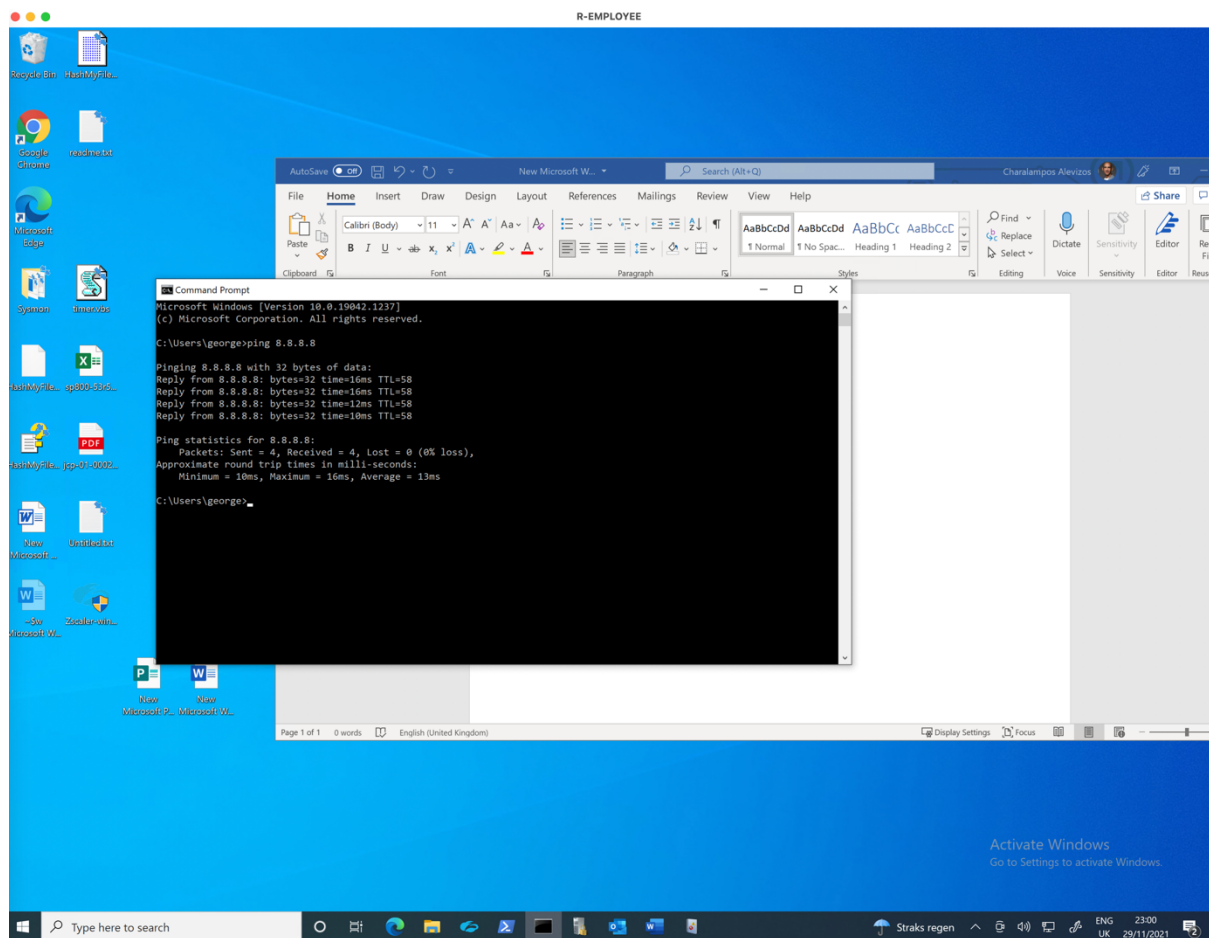 R-EMPLOYEE
Recycle Bin
HashMyFile...
Google
Chrome
readme.txt
Microsoft
Edge
Sysmon
timer.vbs
HashMyFile...
sp800-53r5...
HashMyFile...
PDF
jcp-01-0002...
New
Microsoft ...
Untitled.txt
Microsoft W...
Zscaler-win...
New
Microsoft P...
New
Microsoft W...
AutoSave Off
New Microsoft W...
Search (Alt+Q)
Charalampos Alevizos
File Home Insert Draw Design Layout References Mailings Review View Help
Share
Paste
Calibri (Body) 11
AaBbCcDd AaBbCcDd AaBbCc AaBbCcD
¶ Normal ¶ No Spac... Heading 1 Heading 2
Find
Replace
Select
Dictate
Sensitivity
Editor
Clipboard Font Paragraph Styles Editing Voice Sensitivity Editor
Command Prompt
Microsoft Windows [Version 10.0.19042.1237]
(c) Microsoft Corporation. All rights reserved.
C:\Users\george>ping 8.8.8.8
Pinging 8.8.8.8 with 32 bytes of data:
Reply from 8.8.8.8: bytes=32 time=16ms TTL=58
Reply from 8.8.8.8: bytes=32 time=16ms TTL=58
Reply from 8.8.8.8: bytes=32 time=12ms TTL=58
Reply from 8.8.8.8: bytes=32 time=10ms TTL=58
Ping statistics for 8.8.8.8:
Packets: Sent = 4, Received = 4, Lost = 0 (0% loss),
Approximate round trip times in milli-seconds:
Minimum = 10ms, Maximum = 16ms, Average = 13ms
C:\Users\george>
Page 1 of 1 0 words English (United Kingdom)
Display Settings Focus
Activate Windows
Go to Settings to activate Windows.
Type here to search
Straks regen
ENG
UK
23:00
29/11/2021
2